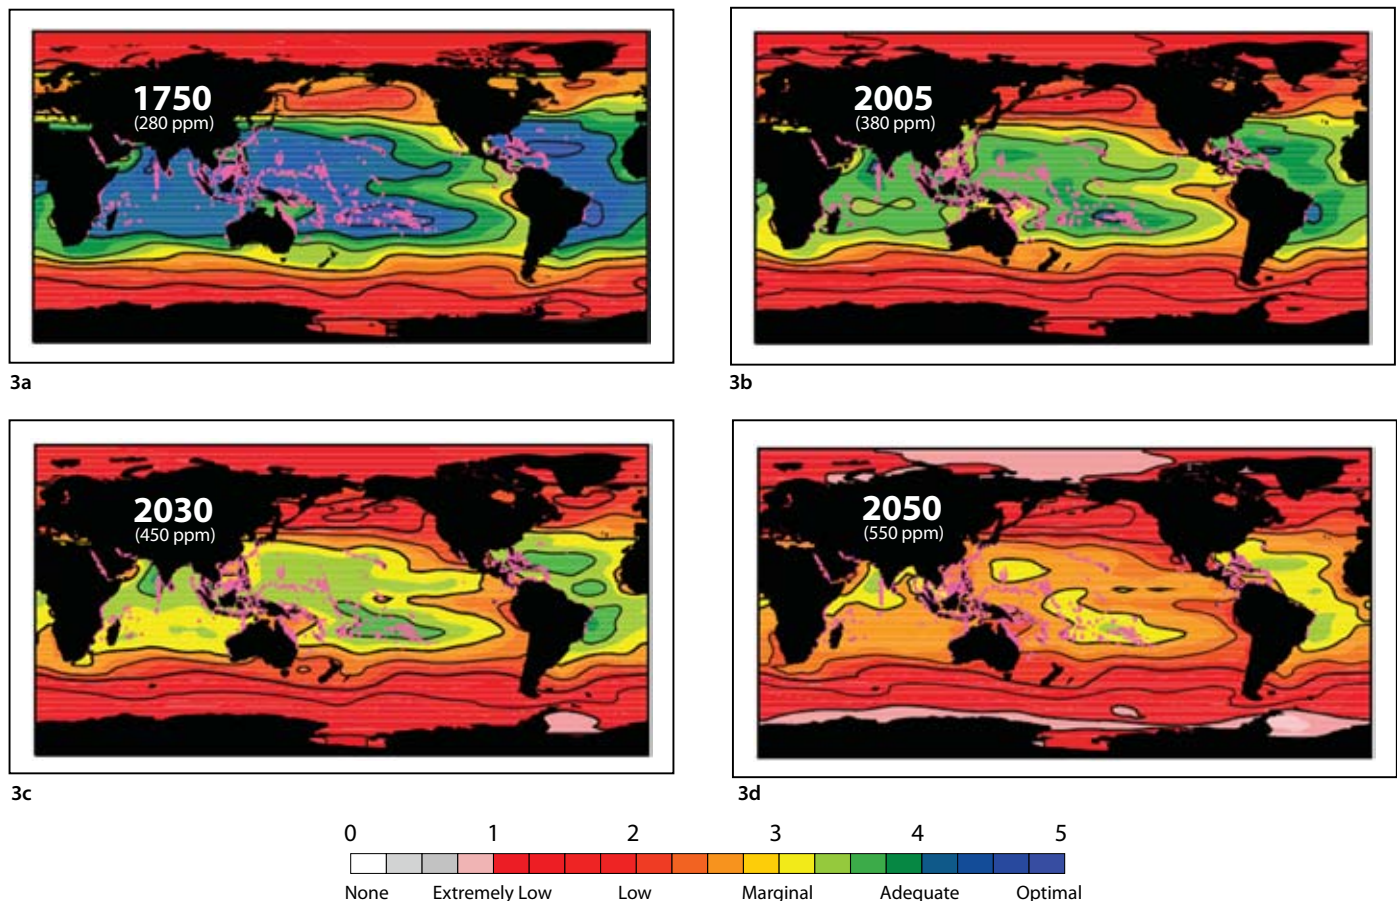 1750
(280 ppm)
2005
(380 ppm)
3a
3b
2030
(450 ppm)
2050
(550 ppm)
3c
3d
0 1 2 3 4 5
None Extremely Low Low Marginal Adequate Optimal